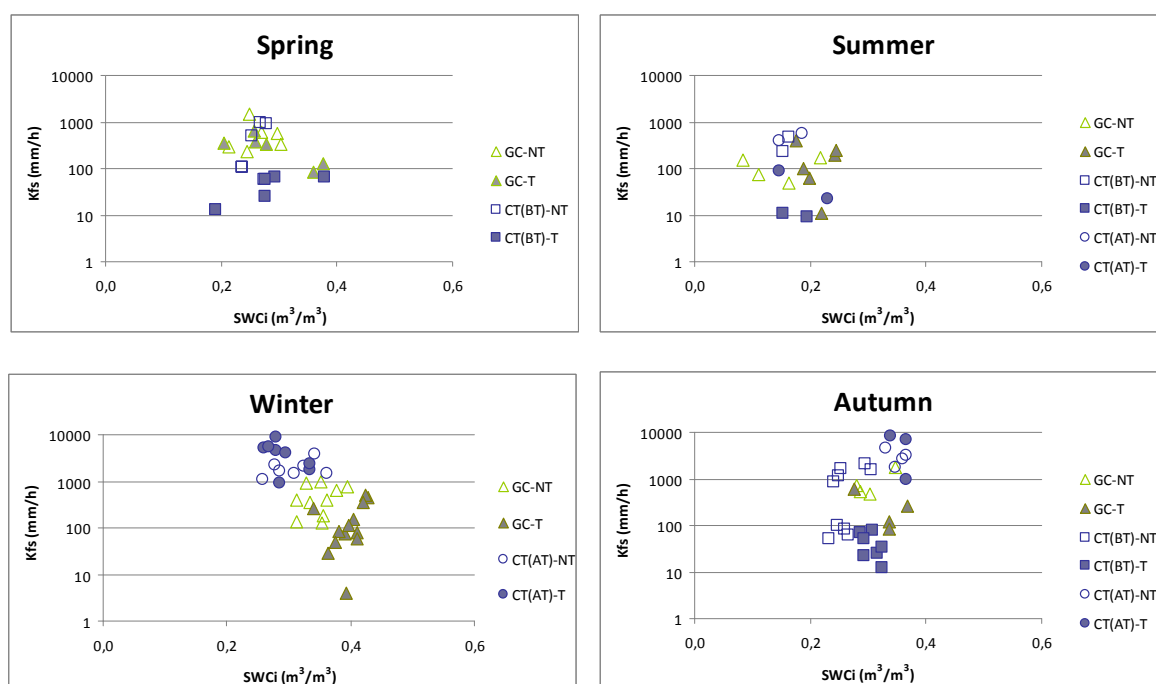 Spring
10000
1000
100
10
1
Kfs (mm/h)
0,0 0,2 0,4 0,6
SWCi (m³/m³)
GC-NT
GC-T
CT(BT)-NT
CT(BT)-T
Summer
10000
1000
100
10
1
Kfs (mm/h)
0,0 0,2 0,4 0,6
SWCi (m³/m³)
GC-NT
GC-T
CT(BT)-NT
CT(BT)-T
CT(AT)-NT
CT(AT)-T
Winter
10000
1000
100
10
1
Kfs (mm/h)
0,0 0,2 0,4 0,6
SWCi (m³/m³)
GC-NT
GC-T
CT(AT)-NT
CT(AT)-T
Autumn
10000
1000
100
10
1
Kfs (mm/h)
0,0 0,2 0,4 0,6
SWCi (m³/m³)
GC-NT
GC-T
CT(BT)-NT
CT(BT)-T
CT(AT)-NT
CT(AT)-T